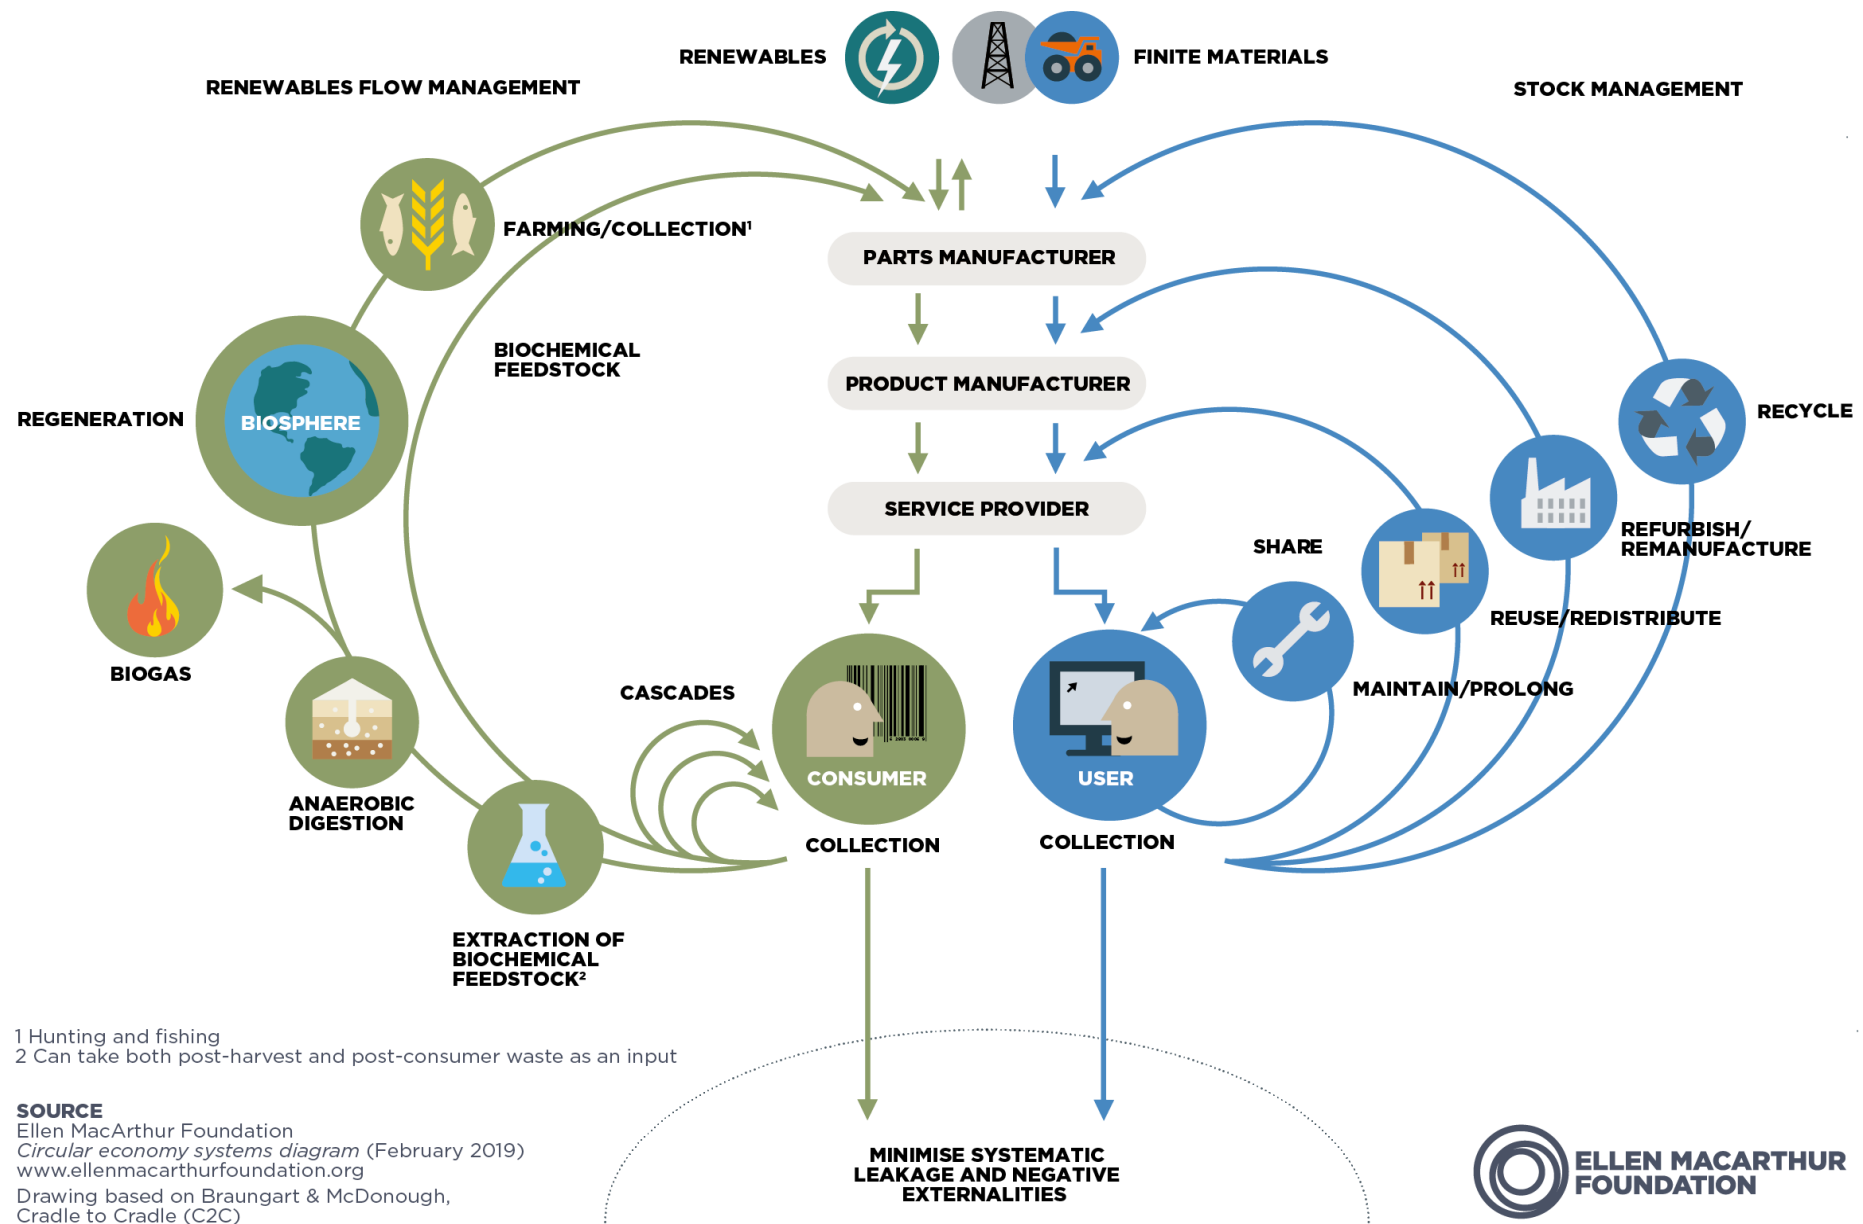 RENEWABLES
FINITE MATERIALS
RENEWABLES FLOW MANAGEMENT
STOCK MANAGEMENT
FARMING/COLLECTION¹
PARTS MANUFACTURER
BIOCHEMICAL
FEEDSTOCK
PRODUCT MANUFACTURER
REGENERATION
BIOSPHERE
RECYCLE
SERVICE PROVIDER
SHARE
REFURBISH/
REMANUFACTURE
REUSE/REDISTRIBUTE
BIOGAS
CASCADES
MAINTAIN/PROLONG
CONSUMER
USER
ANAEROBIC
DIGESTION
COLLECTION
COLLECTION
EXTRACTION OF
BIOCHEMICAL
FEEDSTOCK²
1 Hunting and fishing
2 Can take both post-harvest and post-consumer waste as an input
SOURCE
Ellen MacArthur Foundation
Circular economy systems diagram (February 2019)
www.ellenmacarthurfoundation.org
Drawing based on Braungart & McDonough,
Cradle to Cradle (C2C)
MINIMISE SYSTEMATIC
LEAKAGE AND NEGATIVE
EXTERNALITIES
ELLEN MACARTHUR
FOUNDATION